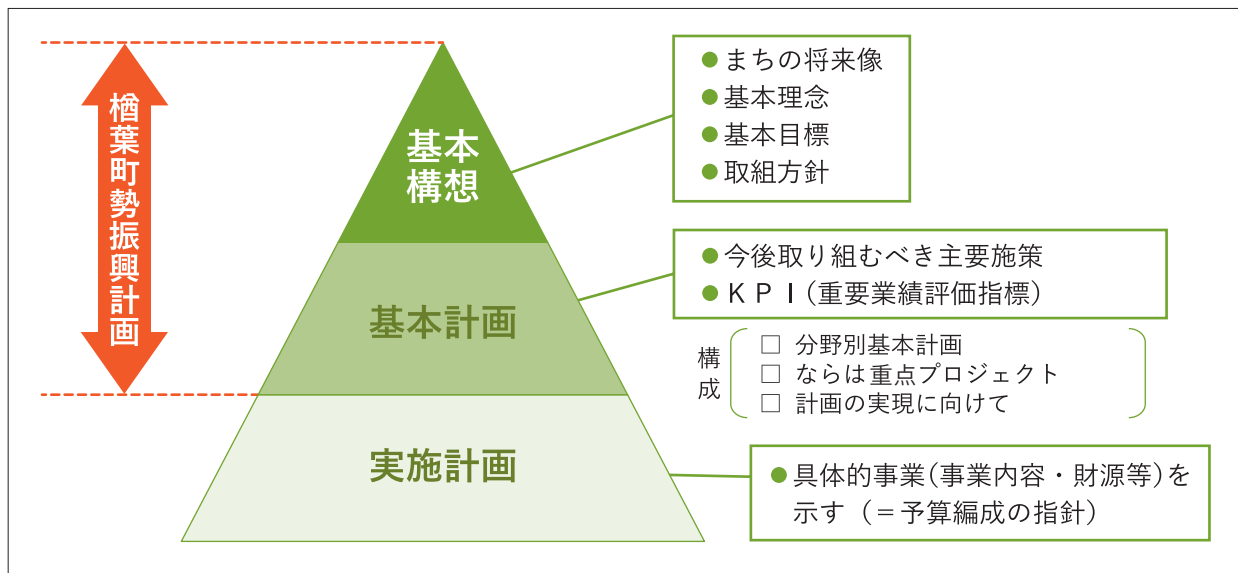 楢葉町勢振興計画
基本
構想
● まちの将来像
● 基本理念
● 基本目標
● 取組方針
基本計画
● 今後取り組むべき主要施策
● ＫＰＩ(重要業績評価指標)
構成
□ 分野別基本計画
□ ならは重点プロジェクト
□ 計画の実現に向けて
実施計画
● 具体的事業(事業内容・財源等)を
示す（＝予算編成の指針）